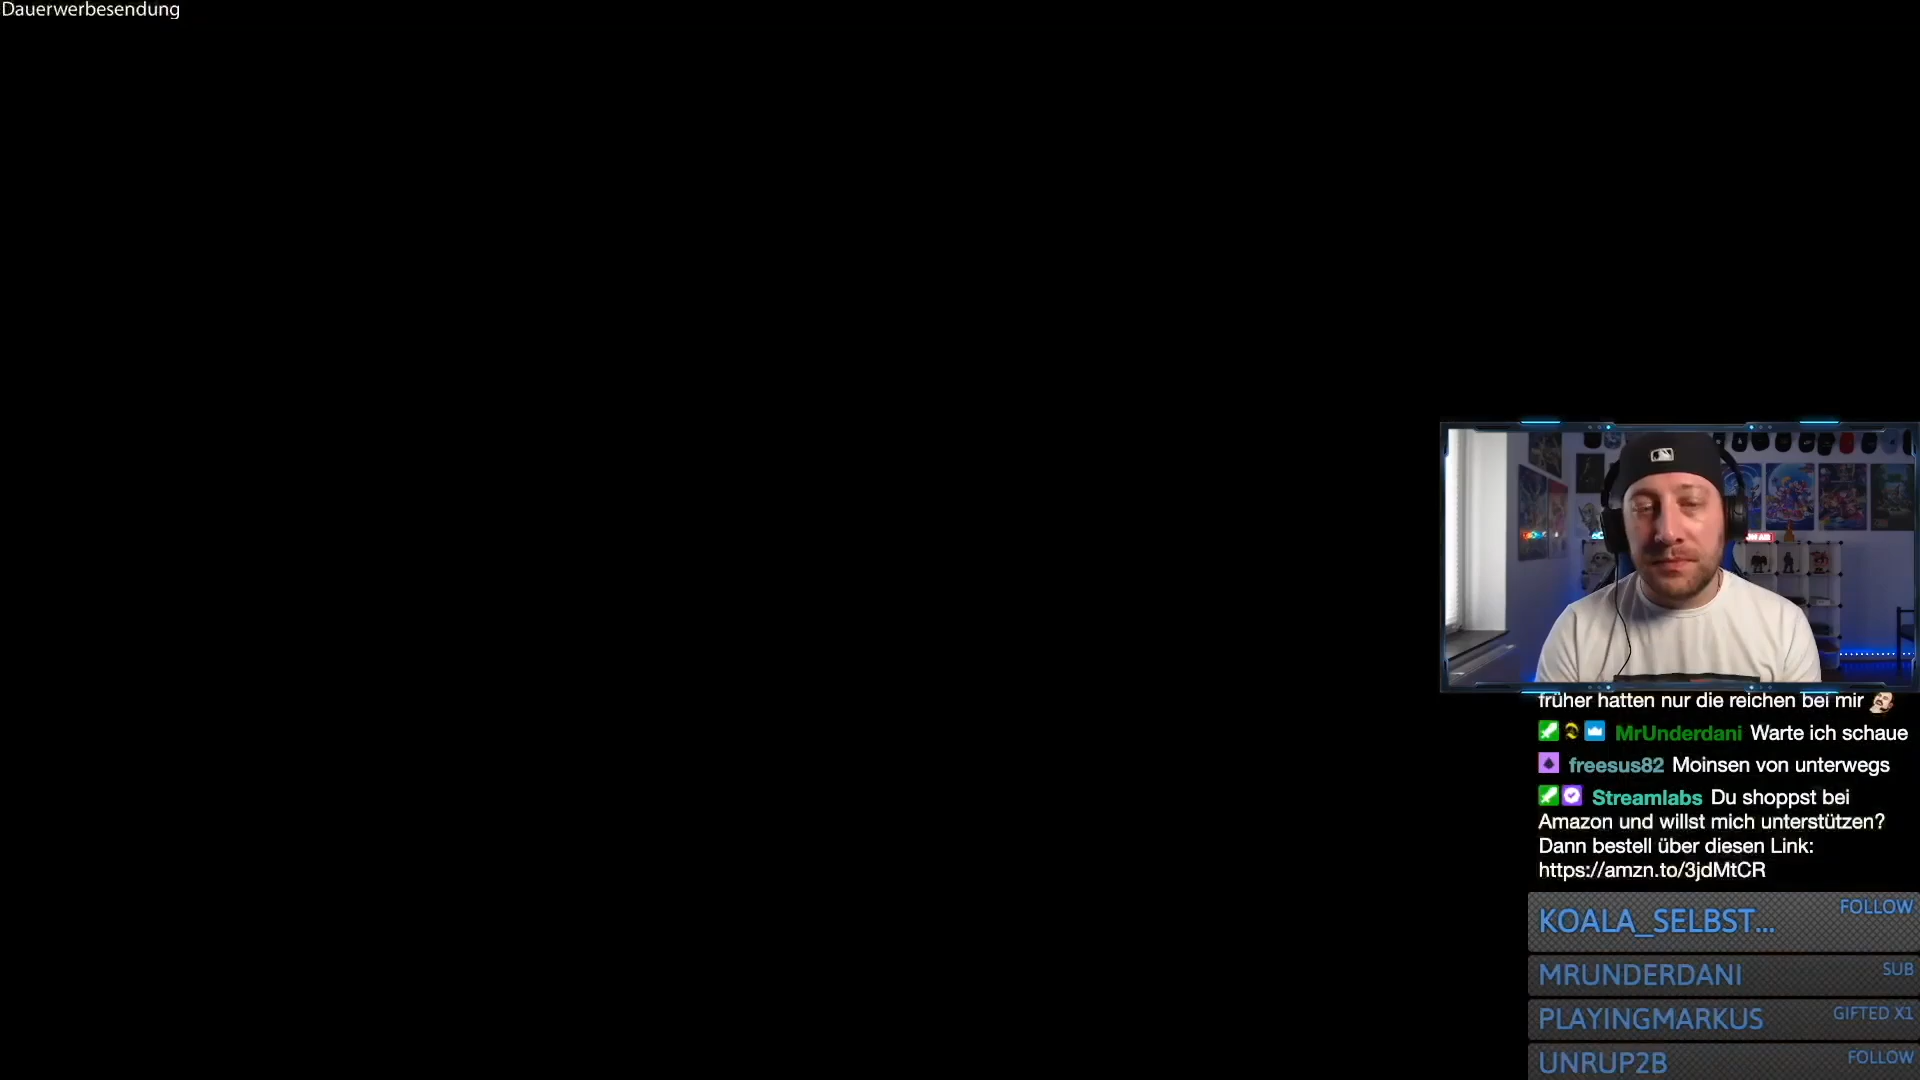 Dauerwerbesendung
früher hatten nur die reichen bei mir
MrUnderdani Warte ich schaue
freesus82 Moinsen von unterwegs
Streamlabs Du shoppst bei
Amazon und willst mich unterstützen?
Dann bestell über diesen Link:
https://amzn.to/3jdMtCR
KOALA_SELBST... FOLLOW
MRUNDERDANI SUB
PLAYINGMARKUS GIFTED X1
UNRUP2B FOLLOW